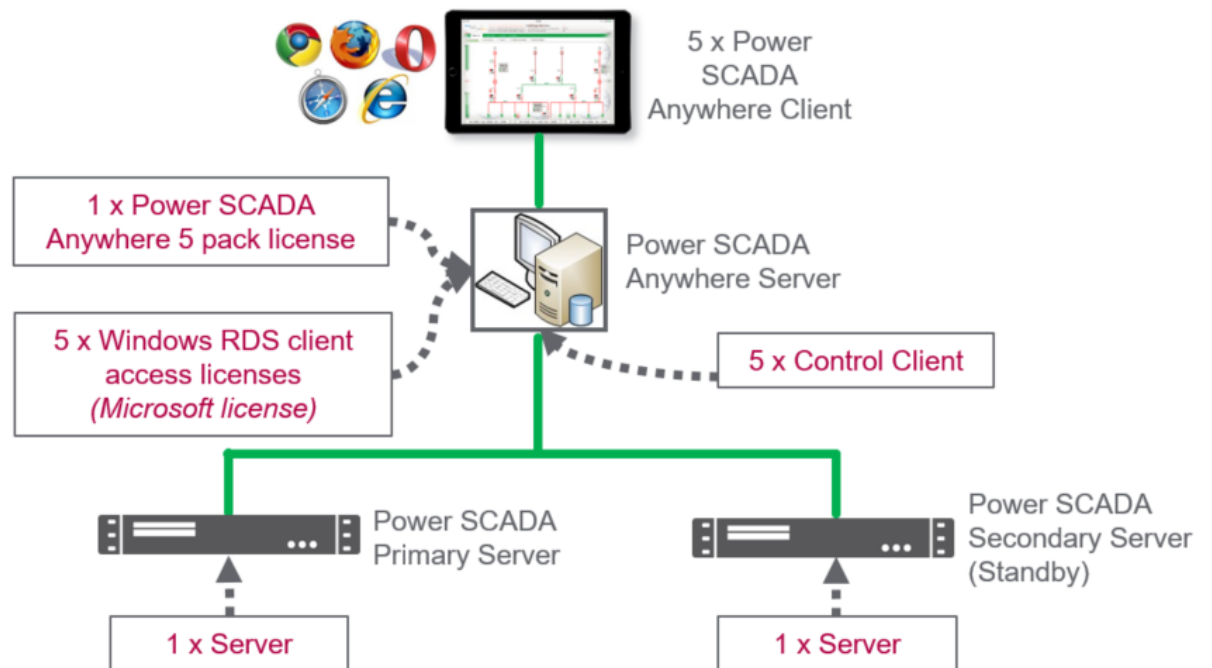 5 x Power
SCADA
Anywhere Client
1 x Power SCADA
Anywhere 5 pack license
Power SCADA
Anywhere Server
5 x Windows RDS client
access licenses
(Microsoft license)
5 x Control Client
Power SCADA
Primary Server
Power SCADA
Secondary Server
(Standby)
1 x Server
1 x Server